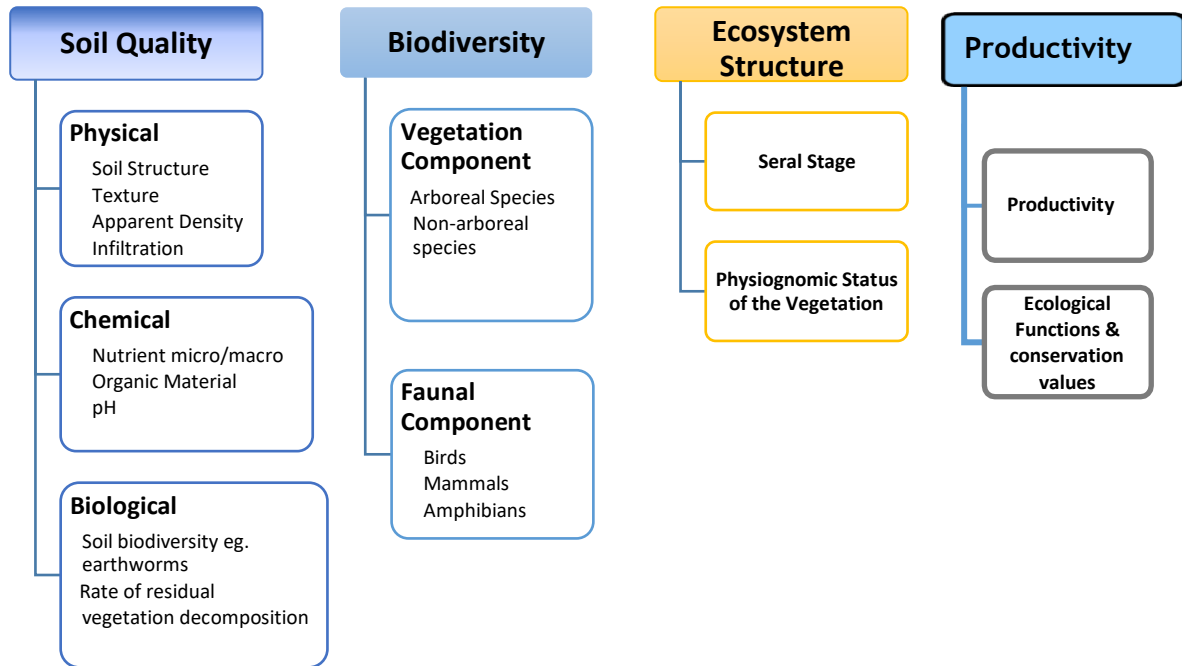 Soil Quality
Physical
Soil Structure
Texture
Apparent Density
Infiltration
Chemical
Nutrient micro/macro
Organic Material
pH
Biological
Soil biodiversity eg.
earthworms
Rate of residual
vegetation decomposition
Biodiversity
Vegetation
Component
Arboreal Species
Non-arboreal
species
Faunal
Component
Birds
Mammals
Amphibians
Ecosystem
Structure
Seral Stage
Physiognomic Status
of the Vegetation
Productivity
Productivity
Ecological
Functions &
conservation
values